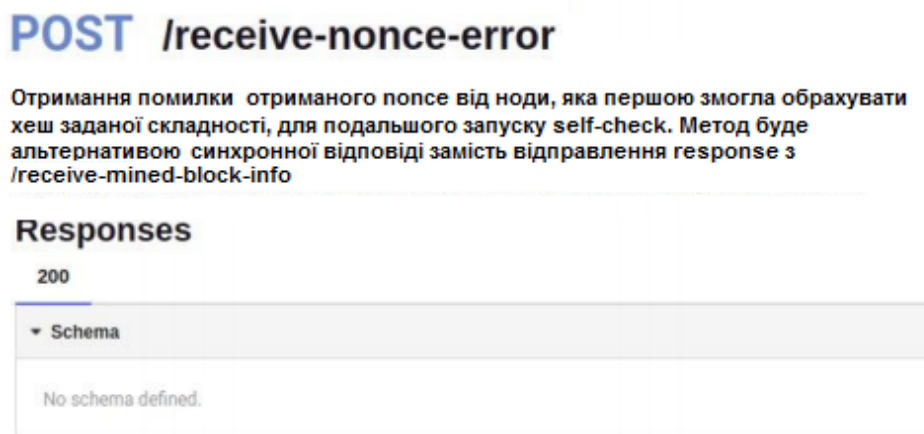 POST /receive-nonce-error
Отримання помилки отриманого nonce від ноди, яка першою змогла обрахувати
хеш заданої складності, для подальшого запуску self-check. Метод буде
альтернативою синхронної відповіді замість відправлення response з
/receive-mined-block-info
Responses
200
Schema
No schema defined.